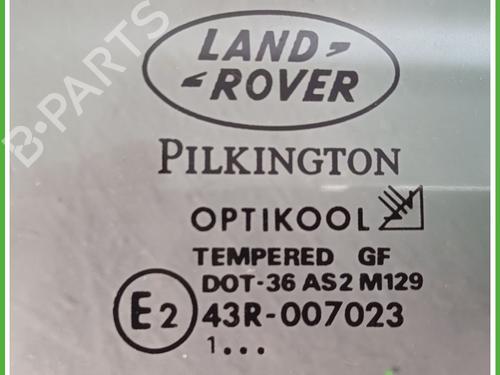 B-PARTS
LAND
ROVER
PILKINGTON
OPTIKOOL
TEMPERED GF
DOT-36 AS2 M129
E2 43R-007023
1...